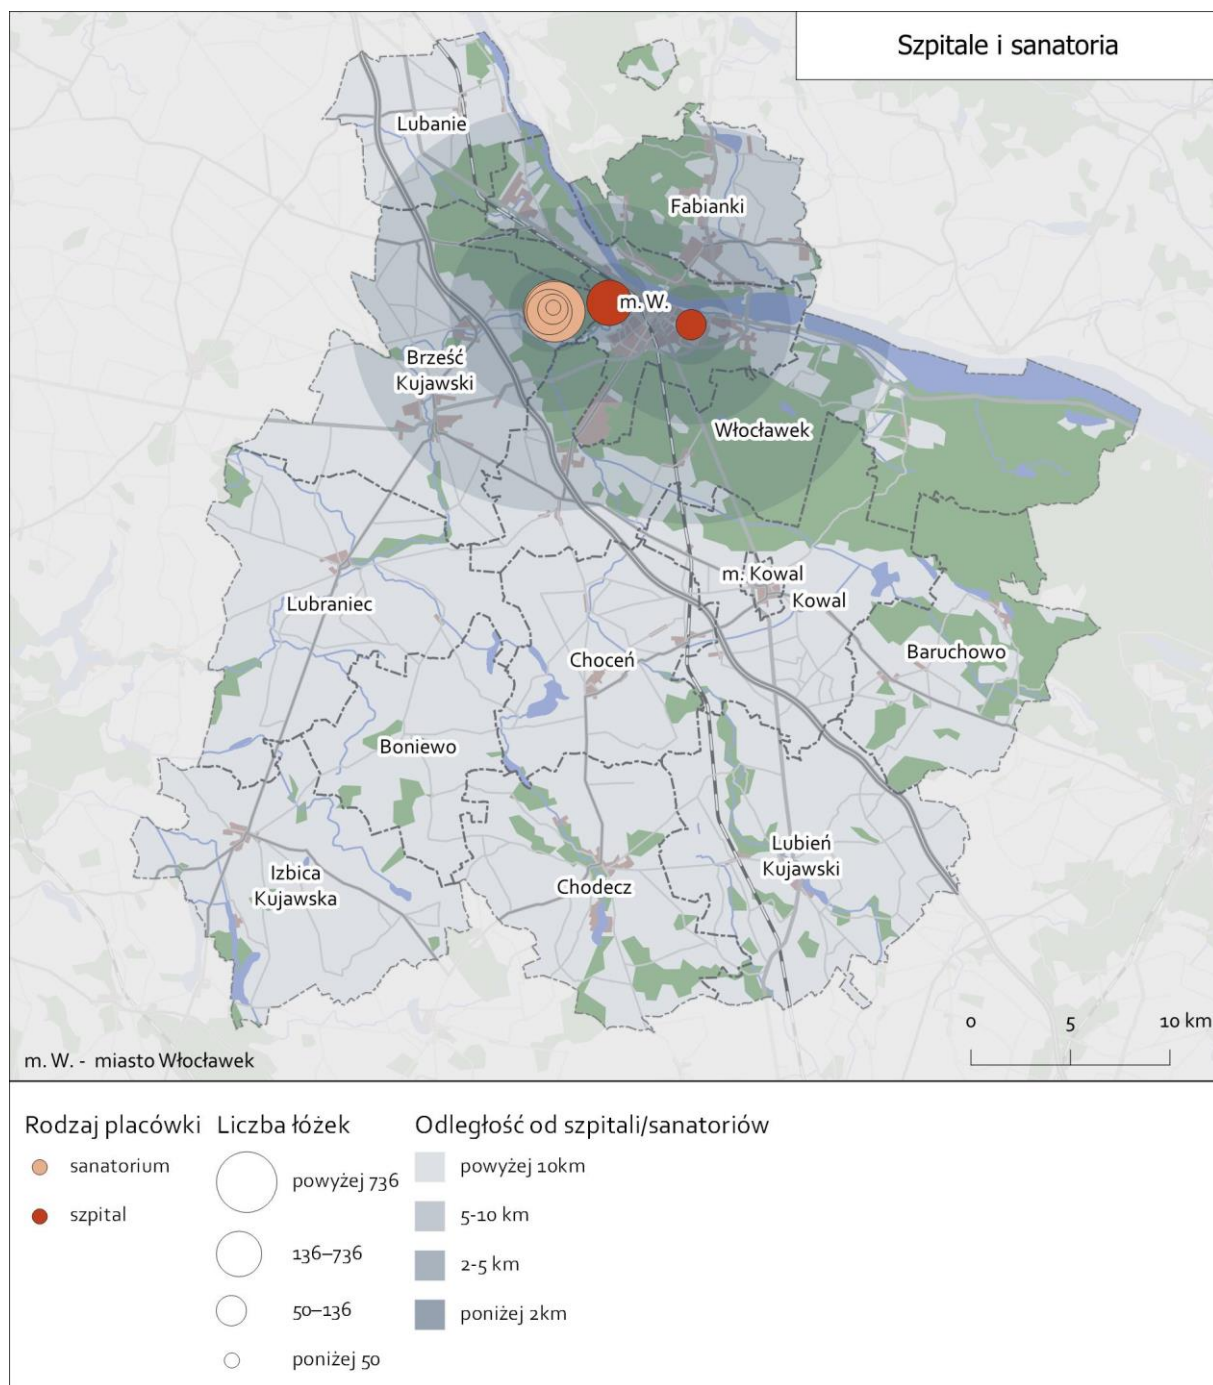 Szpitale i sanatoria
Lubanie
Fabianki
m. W.
Brześć
Kujawski
Włocławek
m. Kowal
Kowal
Lubraniec
Baruchowo
Choceń
Boniewo
Lubień
Kujawski
Izbica
Kujawska
Chodecz
0 5 10 km
m. W. - miasto Włocławek
Rodzaj placówki
sanatorium
szpital
Liczba łóżek
powyżej 736
136–736
50–136
poniżej 50
Odległość od szpitali/sanatoriów
powyżej 10km
5-10 km
2-5 km
poniżej 2km